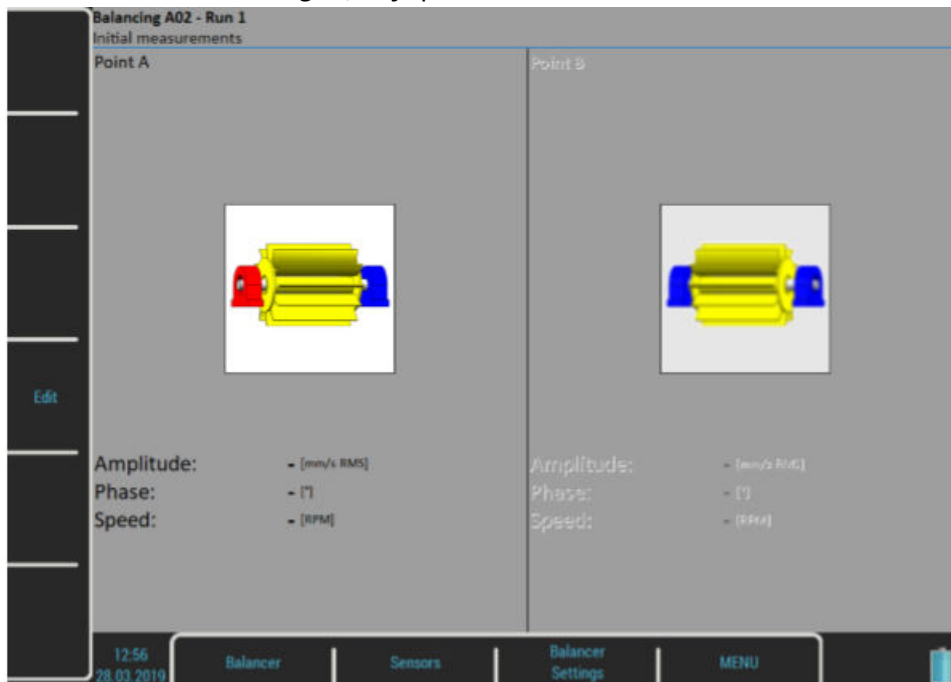 Balancing A02 - Run 1
Initial measurements
Point A
Point B
Edit
Amplitude: - [mm/s RMS]
Phase: - [°]
Speed: - [RPM]
Amplitude: - [mm/s RMS]
Phase: - [°]
Speed: - [RPM]
12:56
28.03.2019
Balancer
Sensors
Balancer
Settings
MENU